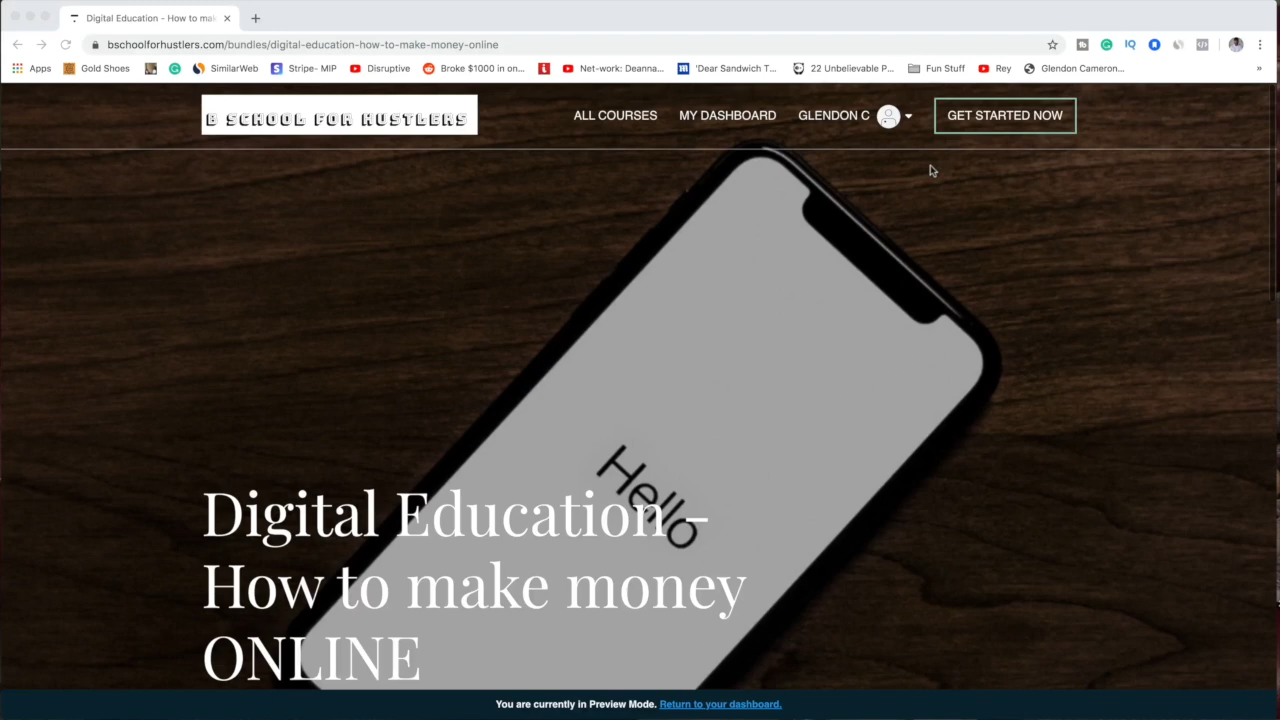 Digital Education - How to mak
bschoolforhustlers.com/bundles/digital-education-how-to-make-money-online
Apps Gold Shoes SimilarWeb Stripe- MIP Disruptive Broke $1000 in on... Net-work: Deanna... 'Dear Sandwich T... 22 Unbelievable P... Fun Stuff Rey Glendon Cameron...
B SCHOOL FOR HUSTLERS ALL COURSES MY DASHBOARD GLENDON C GET STARTED NOW
Hello
Digital Education -
How to make money
ONLINE
You are currently in Preview Mode. Return to your dashboard.